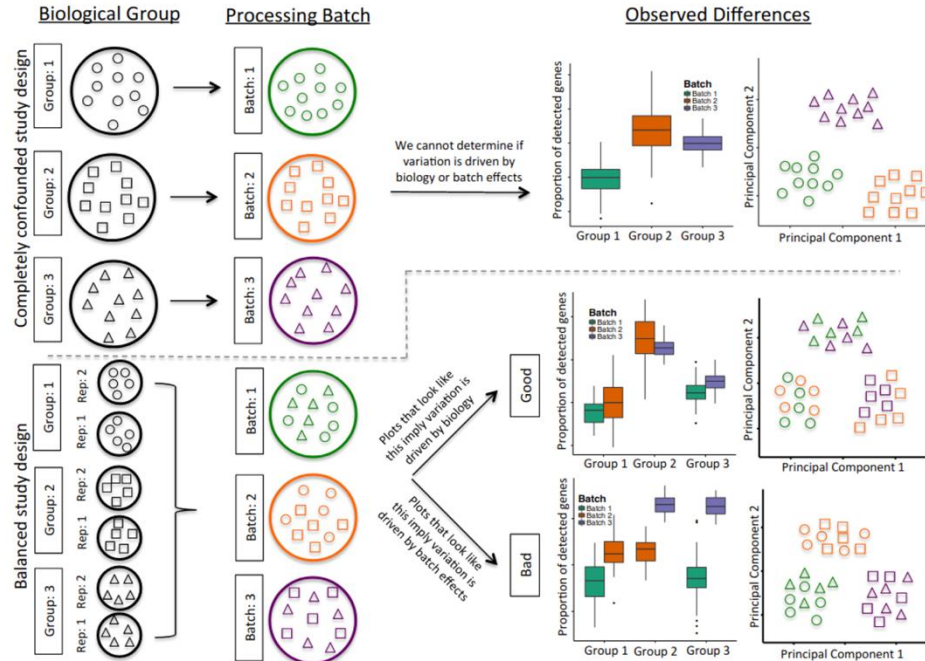 Biological Group
Processing Batch
Observed Differences
Completely confounded study design
Group: 1
Batch: 1
Group: 2
Batch: 2
Group: 3
Batch: 3
We cannot determine if
variation is driven by
biology or batch effects
Proportion of detected genes
Batch
Batch 1
Batch 2
Batch 3
Group 1
Group 2
Group 3
Principal Component 2
Principal Component 1
Balanced study design
Group: 1
Rep: 2
Rep: 1
Group: 2
Rep: 2
Rep: 1
Group: 3
Rep: 2
Rep: 1
Batch: 1
Batch: 2
Batch: 3
Plots that look like
this imply variation is
driven by biology
Good
Proportion of detected genes
Batch
Batch 1
Batch 2
Batch 3
Group 1
Group 2
Group 3
Principal Component 2
Principal Component 1
Plots that look like
this imply variation is
driven by batch effects
Bad
Proportion of detected genes
Batch
Batch 1
Batch 2
Batch 3
Group 1
Group 2
Group 3
Principal Component 2
Principal Component 1